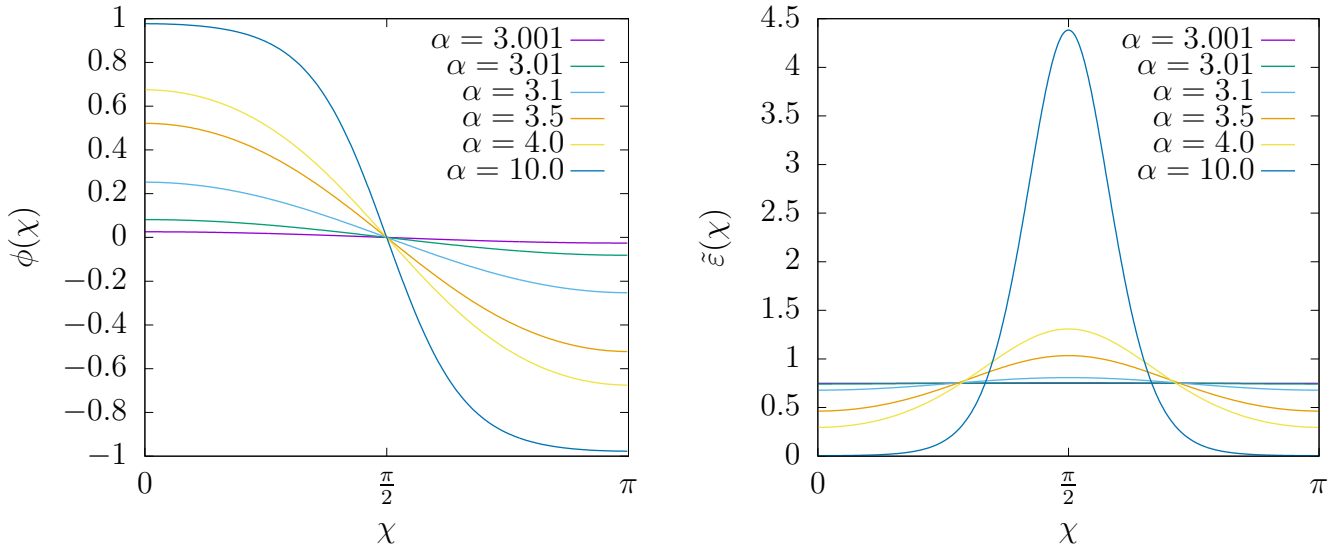 1
0.8
0.6
0.4
0.2
0
−0.2
−0.4
−0.6
−0.8
−1
0
π/2
π
ϕ(χ)
χ
α = 3.001
α = 3.01
α = 3.1
α = 3.5
α = 4.0
α = 10.0
4.5
4
3.5
3
2.5
2
1.5
1
0.5
0
0
π/2
π
ε̃(χ)
χ
α = 3.001
α = 3.01
α = 3.1
α = 3.5
α = 4.0
α = 10.0